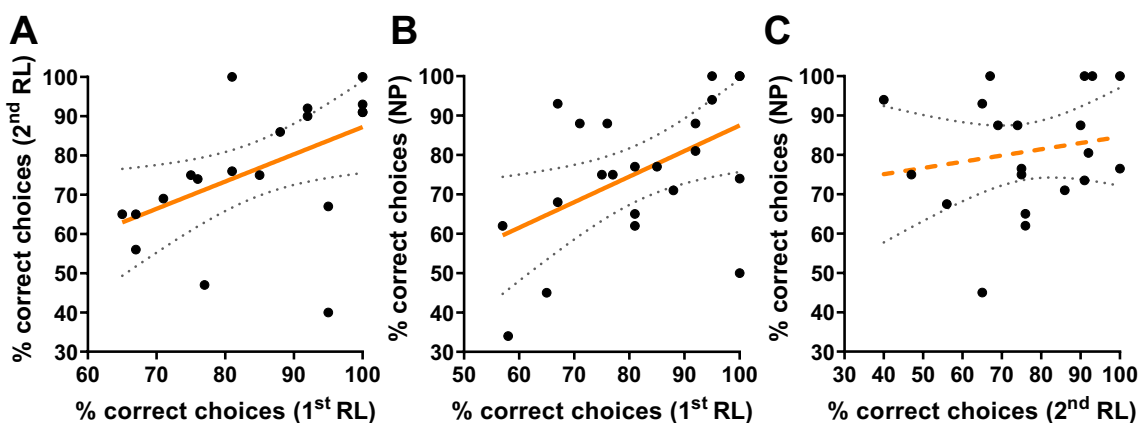 A
% correct choices (2nd RL)
100
90
80
70
60
50
40
30
60 70 80 90 100
% correct choices (1st RL)
B
% correct choices (NP)
100
90
80
70
60
50
40
30
50 60 70 80 90 100
% correct choices (1st RL)
C
% correct choices (NP)
100
90
80
70
60
50
40
30
30 40 50 60 70 80 90 100
% correct choices (2nd RL)